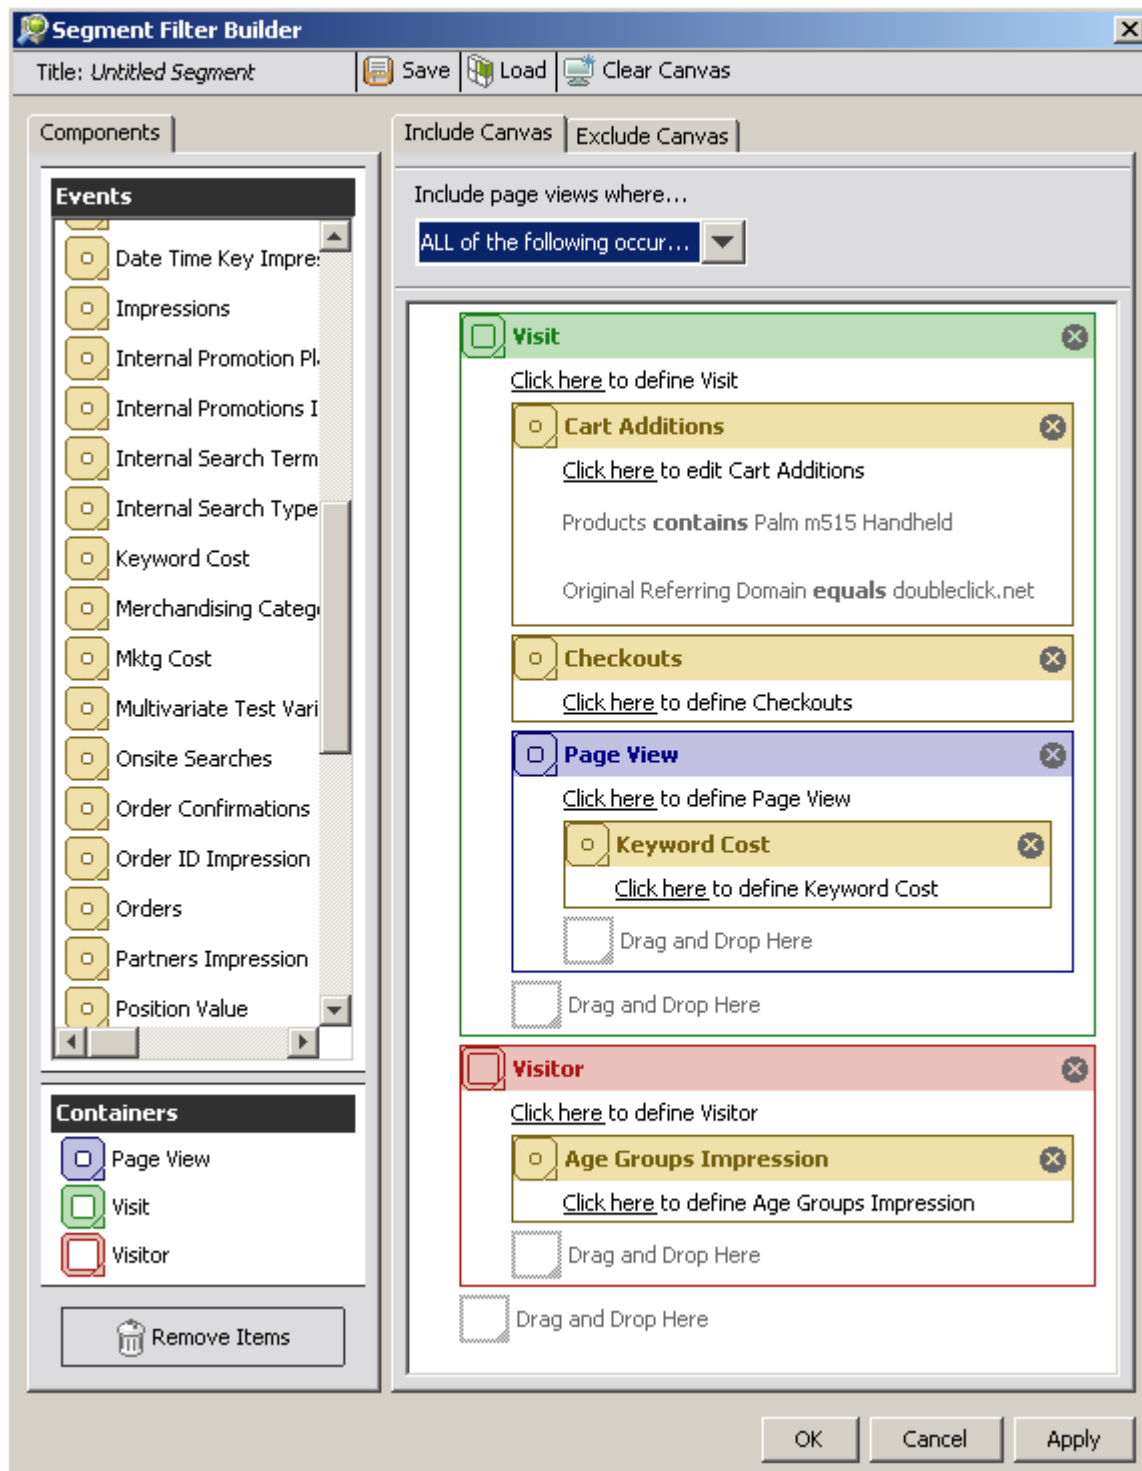 Segment Filter Builder
Title: Untitled Segment Save Load Clear Canvas
Components
Events
Date Time Key Impre
Impressions
Internal Promotion Pl
Internal Promotions I
Internal Search Term
Internal Search Type
Keyword Cost
Merchandising Catego
Mktg Cost
Multivariate Test Vari
Onsite Searches
Order Confirmations
Order ID Impression
Orders
Partners Impression
Position Value
Containers
Page View
Visit
Visitor
Remove Items
Include Canvas Exclude Canvas
Include page views where...
ALL of the following occur...
Visit
Click here to define Visit
Cart Additions
Click here to edit Cart Additions
Products contains Palm m515 Handheld
Original Referring Domain equals doubleclick.net
Checkouts
Click here to define Checkouts
Page View
Click here to define Page View
Keyword Cost
Click here to define Keyword Cost
Drag and Drop Here
Drag and Drop Here
Visitor
Click here to define Visitor
Age Groups Impression
Click here to define Age Groups Impression
Drag and Drop Here
Drag and Drop Here
OK Cancel Apply